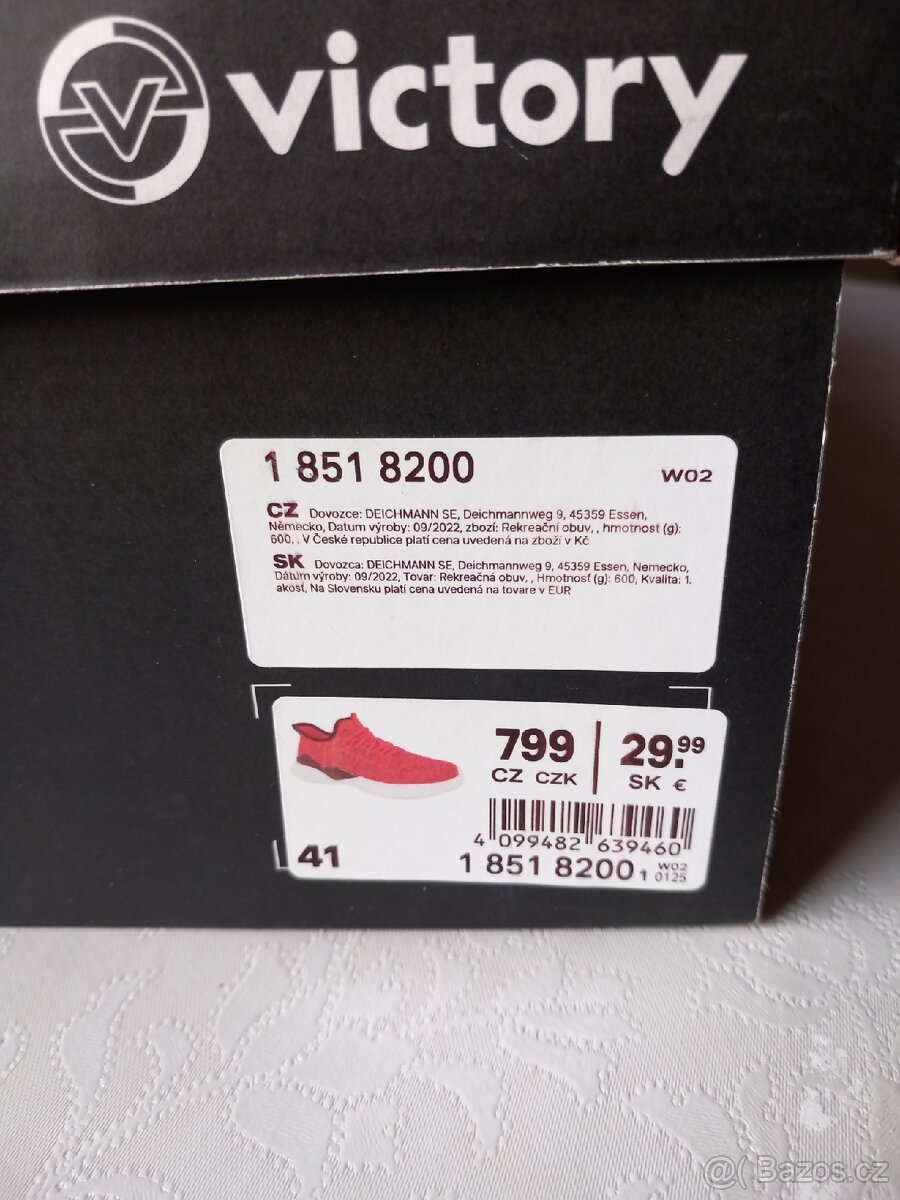 V victory
1 851 8200 W02
CZ Dovozce: DEICHMANN SE, Deichmannweg 9, 45359 Essen,
Německo, Datum výroby: 09/2022, zboží: Rekreační obuv, , hmotnost (g):
600, , V České republice platí cena uvedená na zboží v Kč
SK Dovozca: DEICHMANN SE, Deichmannweg 9, 45359 Essen, Nemecko,
Dátum výroby: 09/2022, Tovar: Rekreačná obuv, , Hmotnosť (g): 600, Kvalita: 1.
akosť, Na Slovensku platí cena uvedená na tovare v EUR
799 29.99
CZ CZK SK €
4 099482 639460
41
1 851 8200 1 W02
0125
@( Bazos.cz